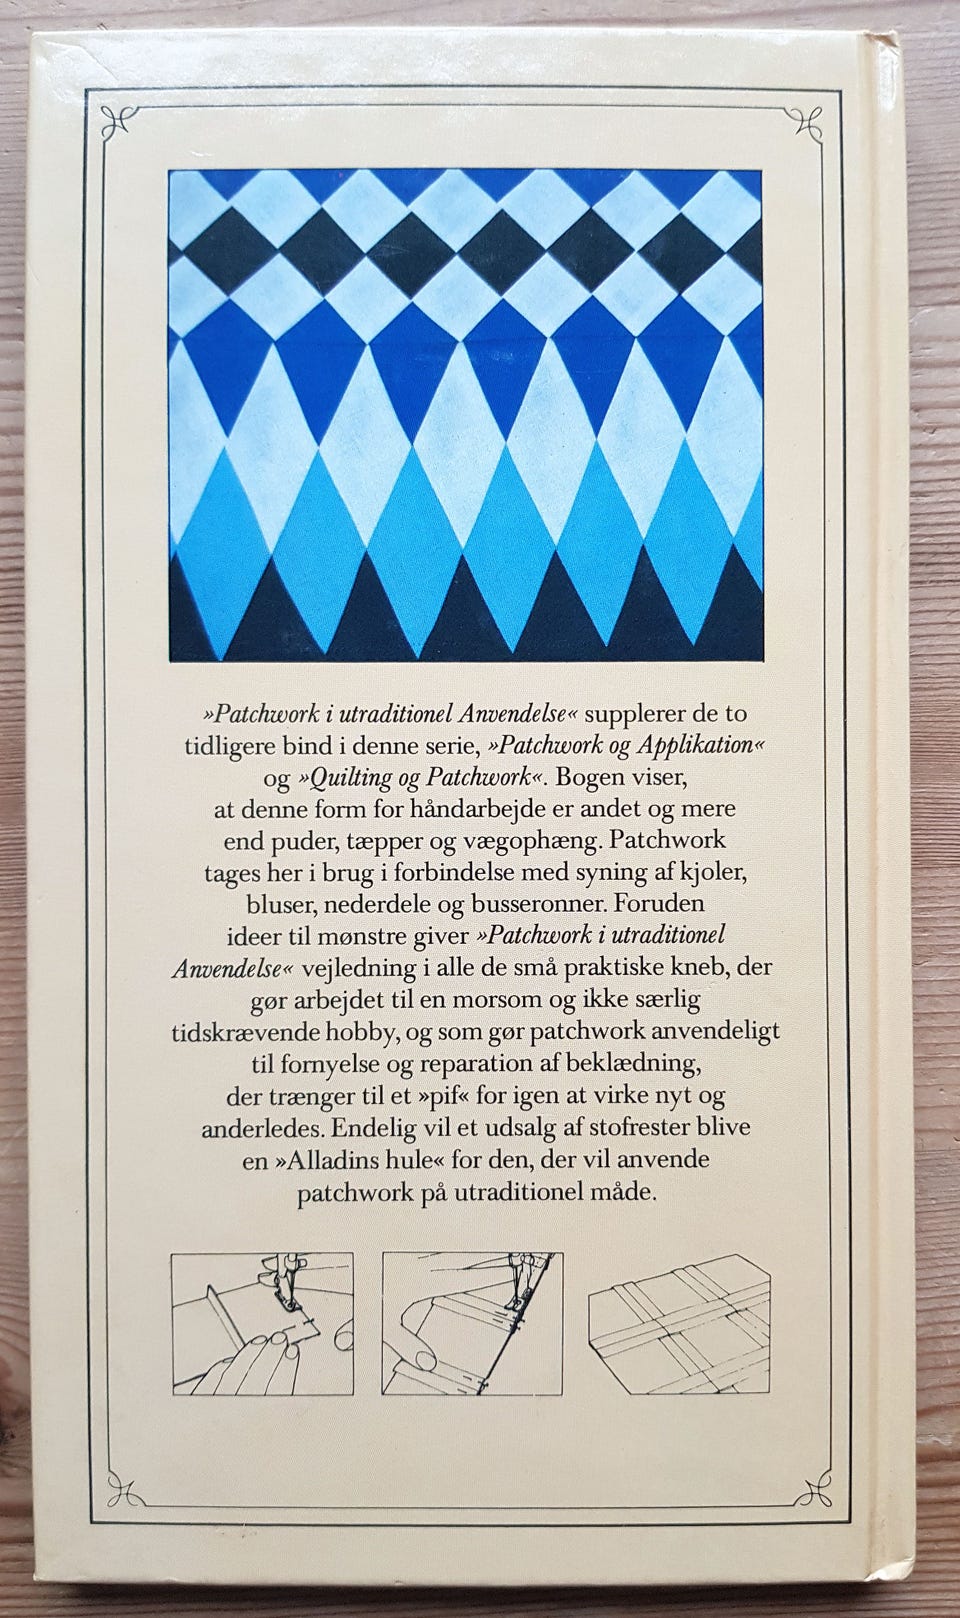 »Patchwork i utraditionel Anvendelse« supplerer de to
tidligere bind i denne serie, »Patchwork og Applikation«
og »Quilting og Patchwork«. Bogen viser,
at denne form for håndarbejde er andet og mere
end puder, tæpper og vægophæng. Patchwork
tages her i brug i forbindelse med syning af kjoler,
bluser, nederdele og busseronner. Foruden
ideer til mønstre giver »Patchwork i utraditionel
Anvendelse« vejledning i alle de små praktiske kneb, der
gør arbejdet til en morsom og ikke særlig
tidskrævende hobby, og som gør patchwork anvendeligt
til fornyelse og reparation af beklædning,
der trænger til et »pif« for igen at virke nyt og
anderledes. Endelig vil et udsalg af stofrester blive
en »Alladins hule« for den, der vil anvende
patchwork på utraditionel måde.